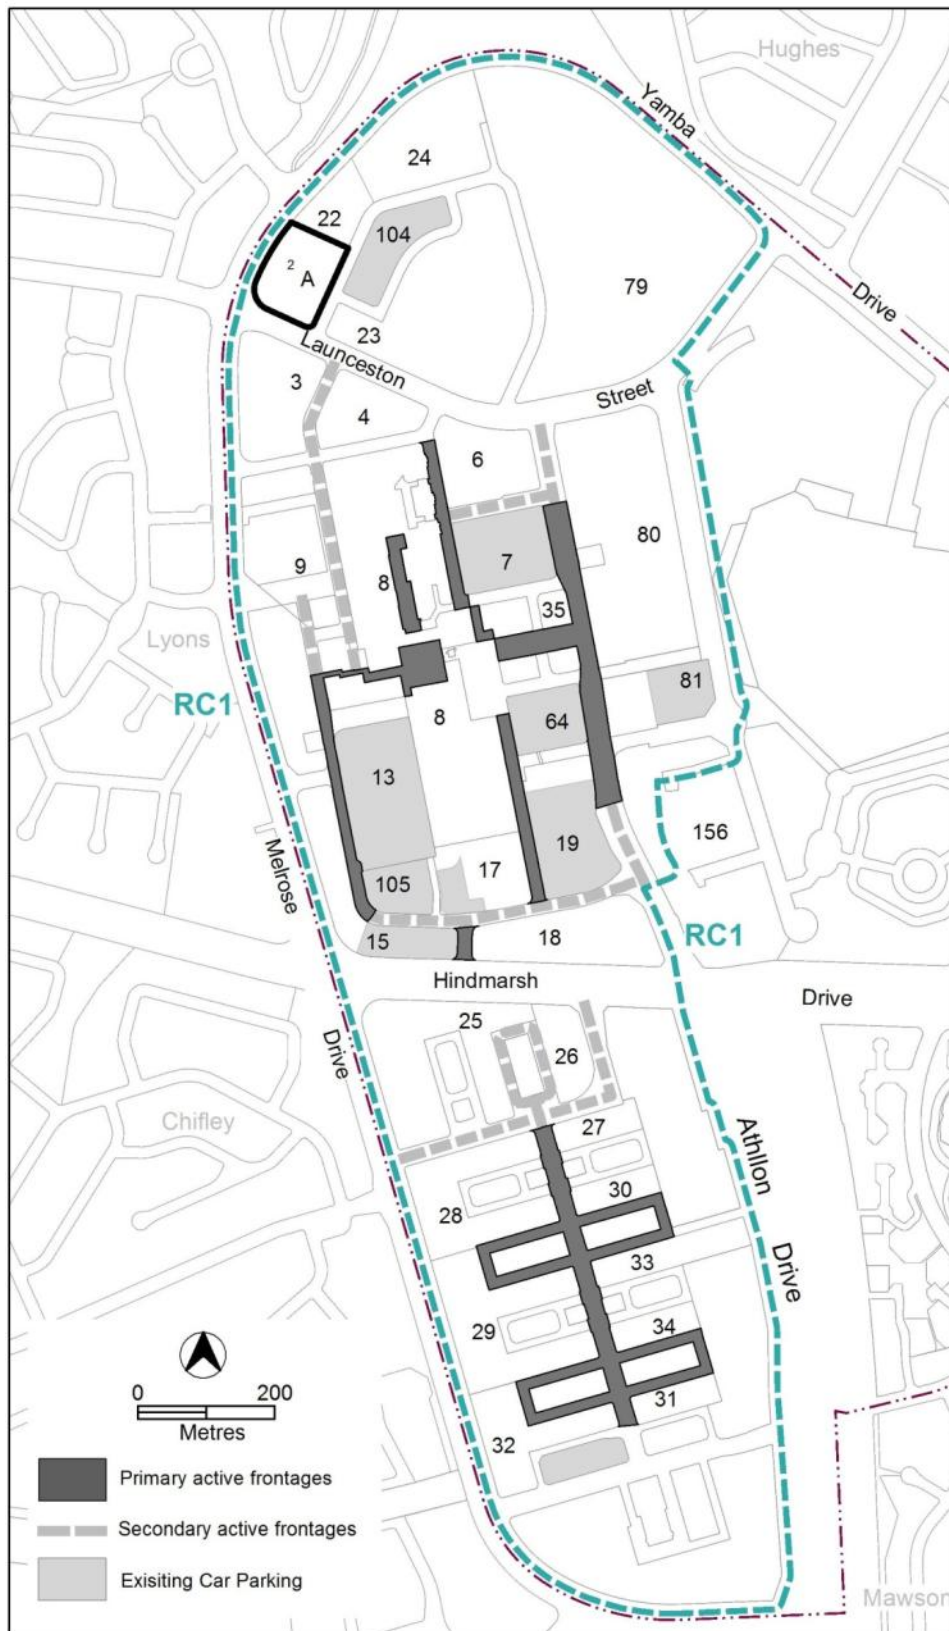 Hughes
Yamba
24
22
104
2
A
79
Drive
23
Launceston
3
Street
4
6
80
7
9
8
35
Lyons
81
RC1
8
64
13
156
19
17
Melrose
105
15
18
RC1
Hindmarsh
Drive
25
Drive
26
Chifley
27
Athllon
30
28
33
Drive
29
34
31
32
0 200
Metres
Primary active frontages
Secondary active frontages
Exisiting Car Parking
Mawson